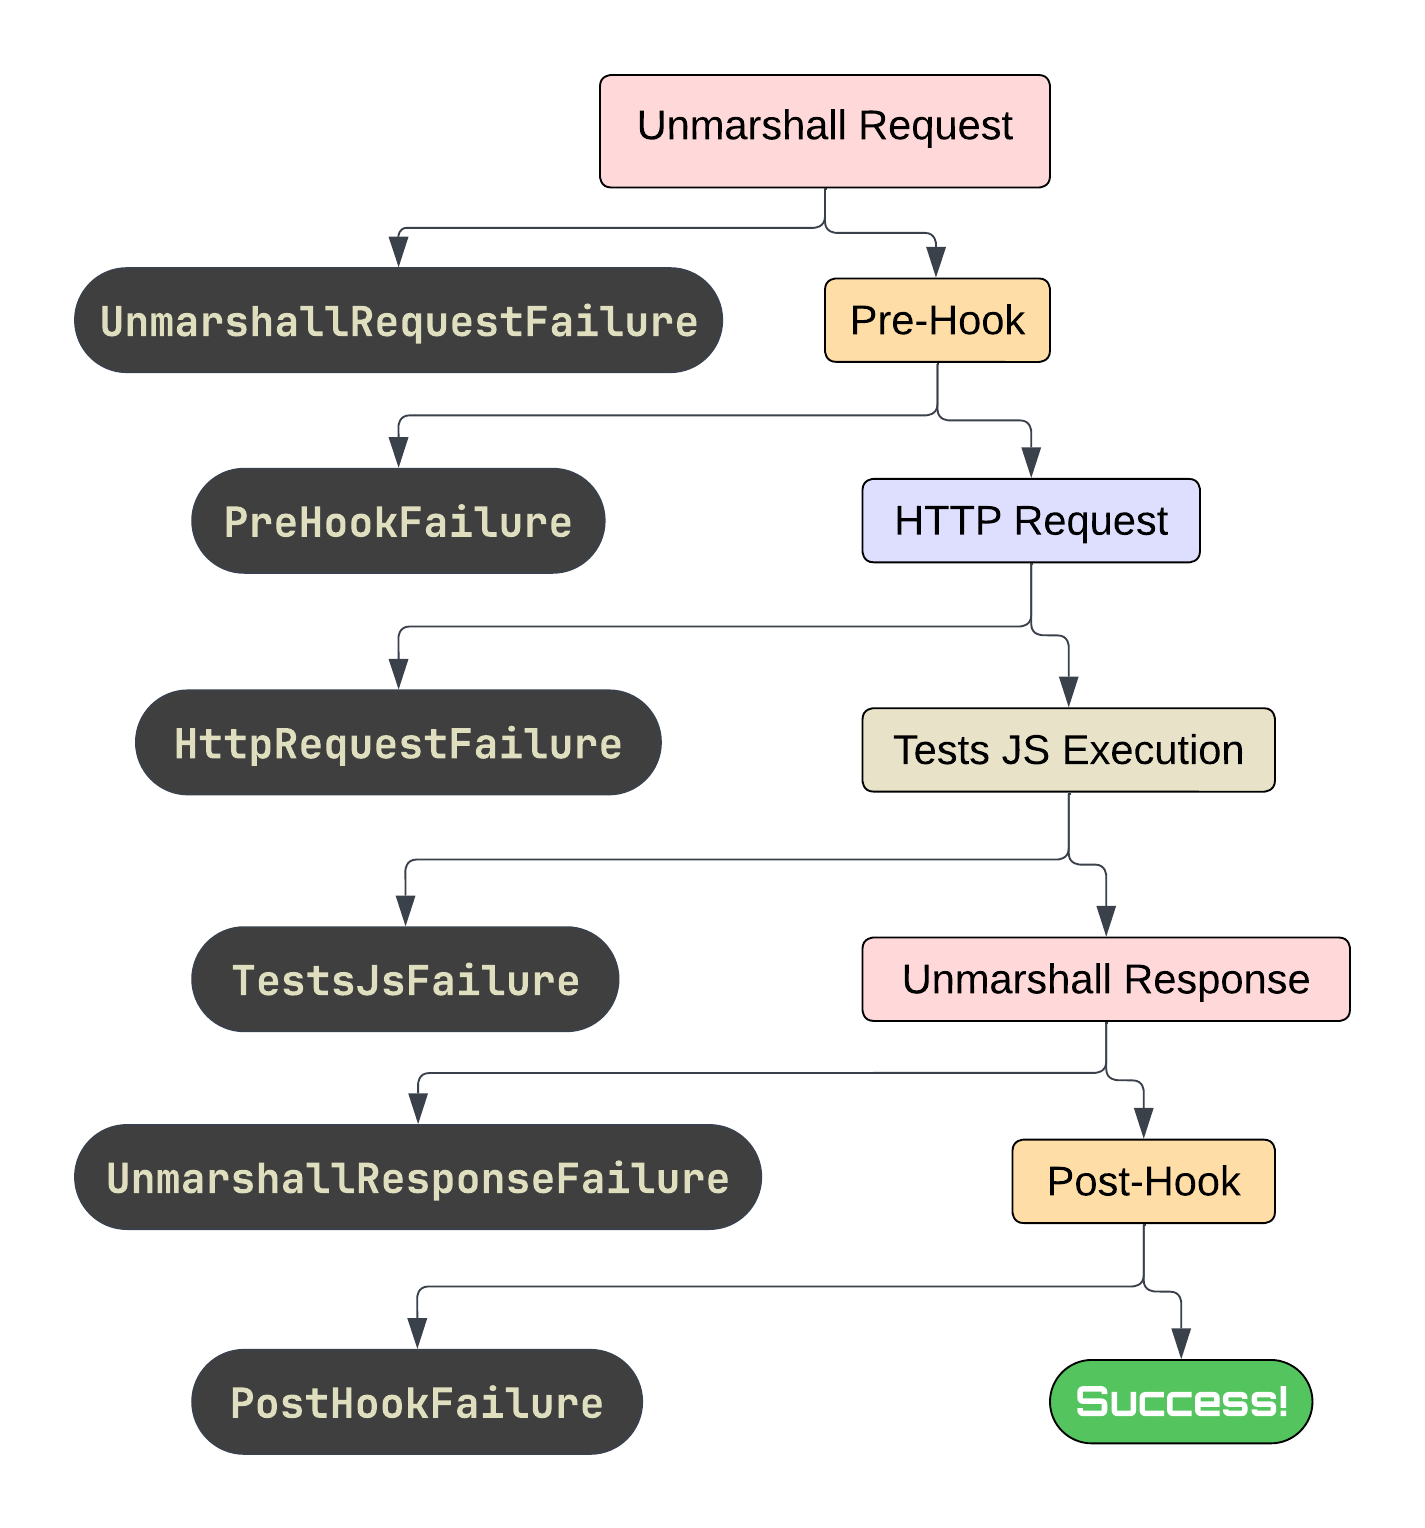 Unmarshall Request
UnmarshallRequestFailure
Pre-Hook
PreHookFailure
HTTP Request
HttpRequestFailure
Tests JS Execution
TestsJsFailure
Unmarshall Response
UnmarshallResponseFailure
Post-Hook
PostHookFailure
Success!